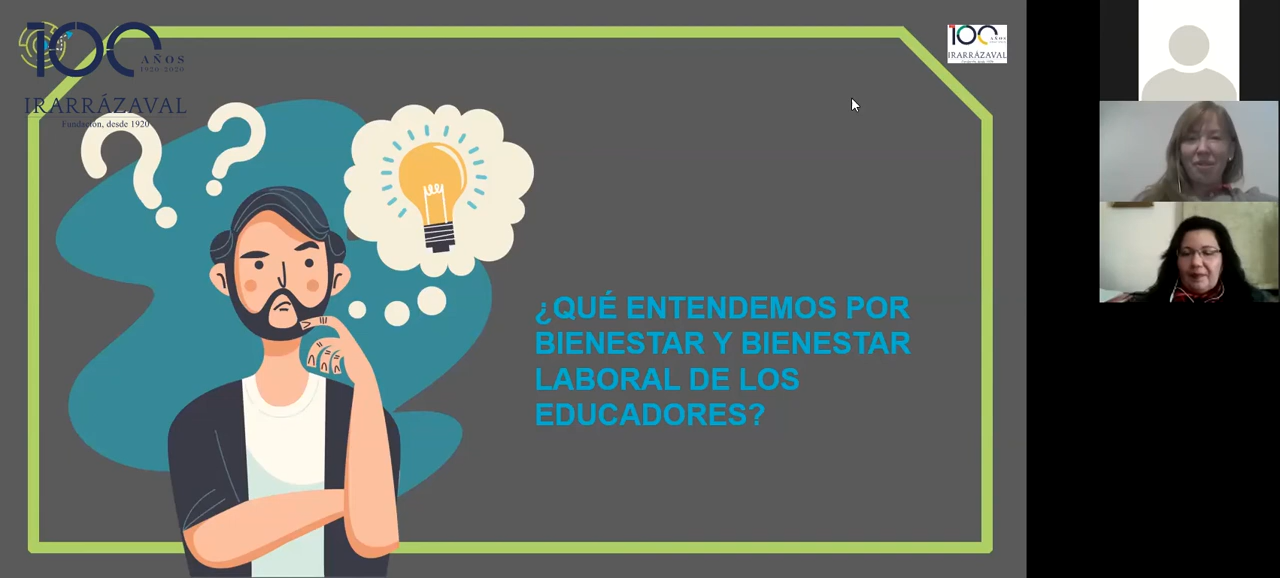 100
AÑOS
1920-2020
IRARRÁZAVAL
Fundación, desde 1920
100
AÑOS
IRARRÁZAVAL
¿QUÉ ENTENDEMOS POR
BIENESTAR Y BIENESTAR
LABORAL DE LOS
EDUCADORES?